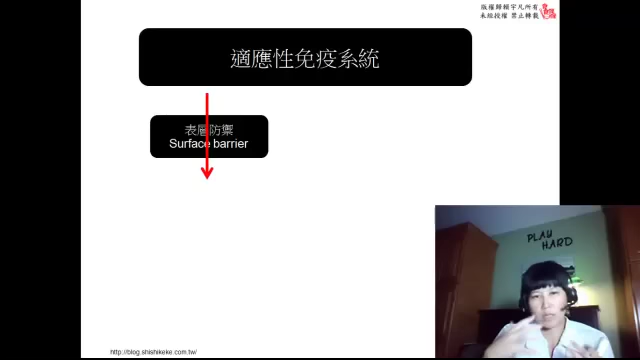 版權歸賴宇凡所有
未經授權 禁止轉載
適應性免疫系統
表層防禦
Surface barrier
PLAY
HARD
http://blog.shishikeke.com.tw/